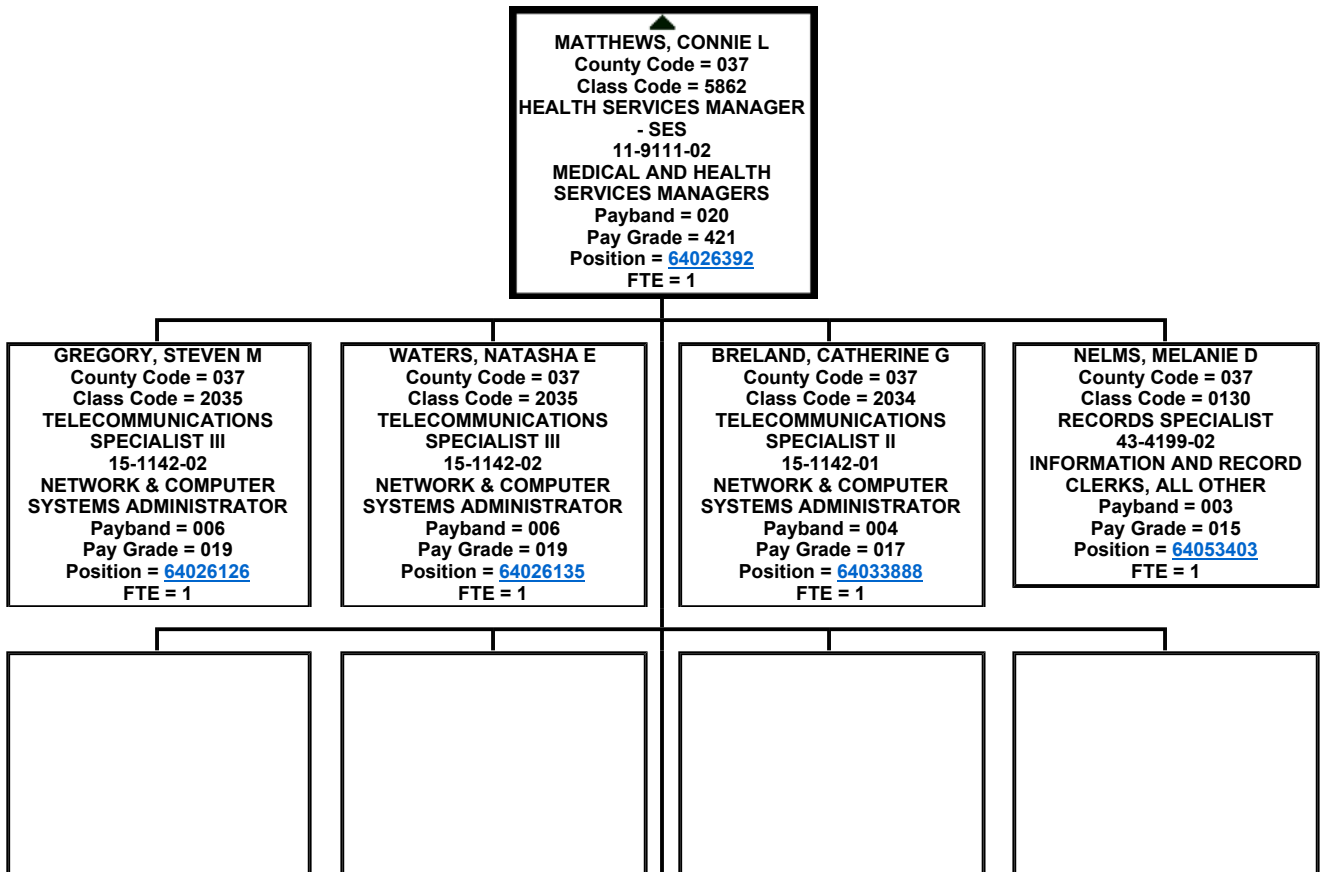 MATTHEWS, CONNIE L
County Code = 037
Class Code = 5862
HEALTH SERVICES MANAGER
- SES
11-9111-02
MEDICAL AND HEALTH
SERVICES MANAGERS
Payband = 020
Pay Grade = 421
Position = 64026392
FTE = 1
GREGORY, STEVEN M
County Code = 037
Class Code = 2035
TELECOMMUNICATIONS
SPECIALIST III
15-1142-02
NETWORK & COMPUTER
SYSTEMS ADMINISTRATOR
Payband = 006
Pay Grade = 019
Position = 64026126
FTE = 1
WATERS, NATASHA E
County Code = 037
Class Code = 2035
TELECOMMUNICATIONS
SPECIALIST III
15-1142-02
NETWORK & COMPUTER
SYSTEMS ADMINISTRATOR
Payband = 006
Pay Grade = 019
Position = 64026135
FTE = 1
BRELAND, CATHERINE G
County Code = 037
Class Code = 2034
TELECOMMUNICATIONS
SPECIALIST II
15-1142-01
NETWORK & COMPUTER
SYSTEMS ADMINISTRATOR
Payband = 004
Pay Grade = 017
Position = 64033888
FTE = 1
NELMS, MELANIE D
County Code = 037
Class Code = 0130
RECORDS SPECIALIST
43-4199-02
INFORMATION AND RECORD
CLERKS, ALL OTHER
Payband = 003
Pay Grade = 015
Position = 64053403
FTE = 1